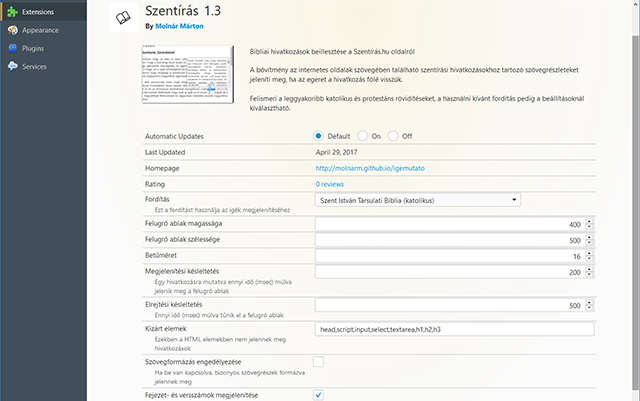 Extensions
Appearance
Plugins
Services
Szentírás 1.3
By Molnár Márton
Bibliai hivatkozások beillesztése a Szentírás.hu oldalról
A bővítmény az internetes oldalak szövegében található szentírási hivatkozásokhoz tartozó szövegrészleteket
jeleníti meg, ha az egeret a hivatkozás fölé visszük.
Felismeri a leggyakoribb katolikus és protestáns rövidítéseket, a használni kívánt fordítás pedig a beállításoknál
kiválasztható.
Automatic Updates Default On Off
Last Updated April 29, 2017
Homepage http://molnarm.github.io/igemutato
Rating 0 reviews
Fordítás Szent István Társulati Biblia (katolikus)
Ezt a fordítást használja az igék megjelenítéséhez
Felugró ablak magassága 400
Felugró ablak szélessége 500
Betűméret 16
Megjelenítési késleltetés 200
Egy hivatkozásra mutatva ennyi idő (msec) múlva
jelenik meg a felugró ablak
Elrejtési késleltetés 500
Ennyi idő (msec) múlva tűnik el a felugró ablak
Kizárt elemek head,script,input,select,textarea,h1,h2,h3
Ezekben a HTML elemekben nem jelennek meg
hivatkozások
Szövegformázás engedélyezése
Ha be van kapcsolva, bizonyos szövegrészek formázva
jelennek meg
Fejezet- és versszámok megjelenítése